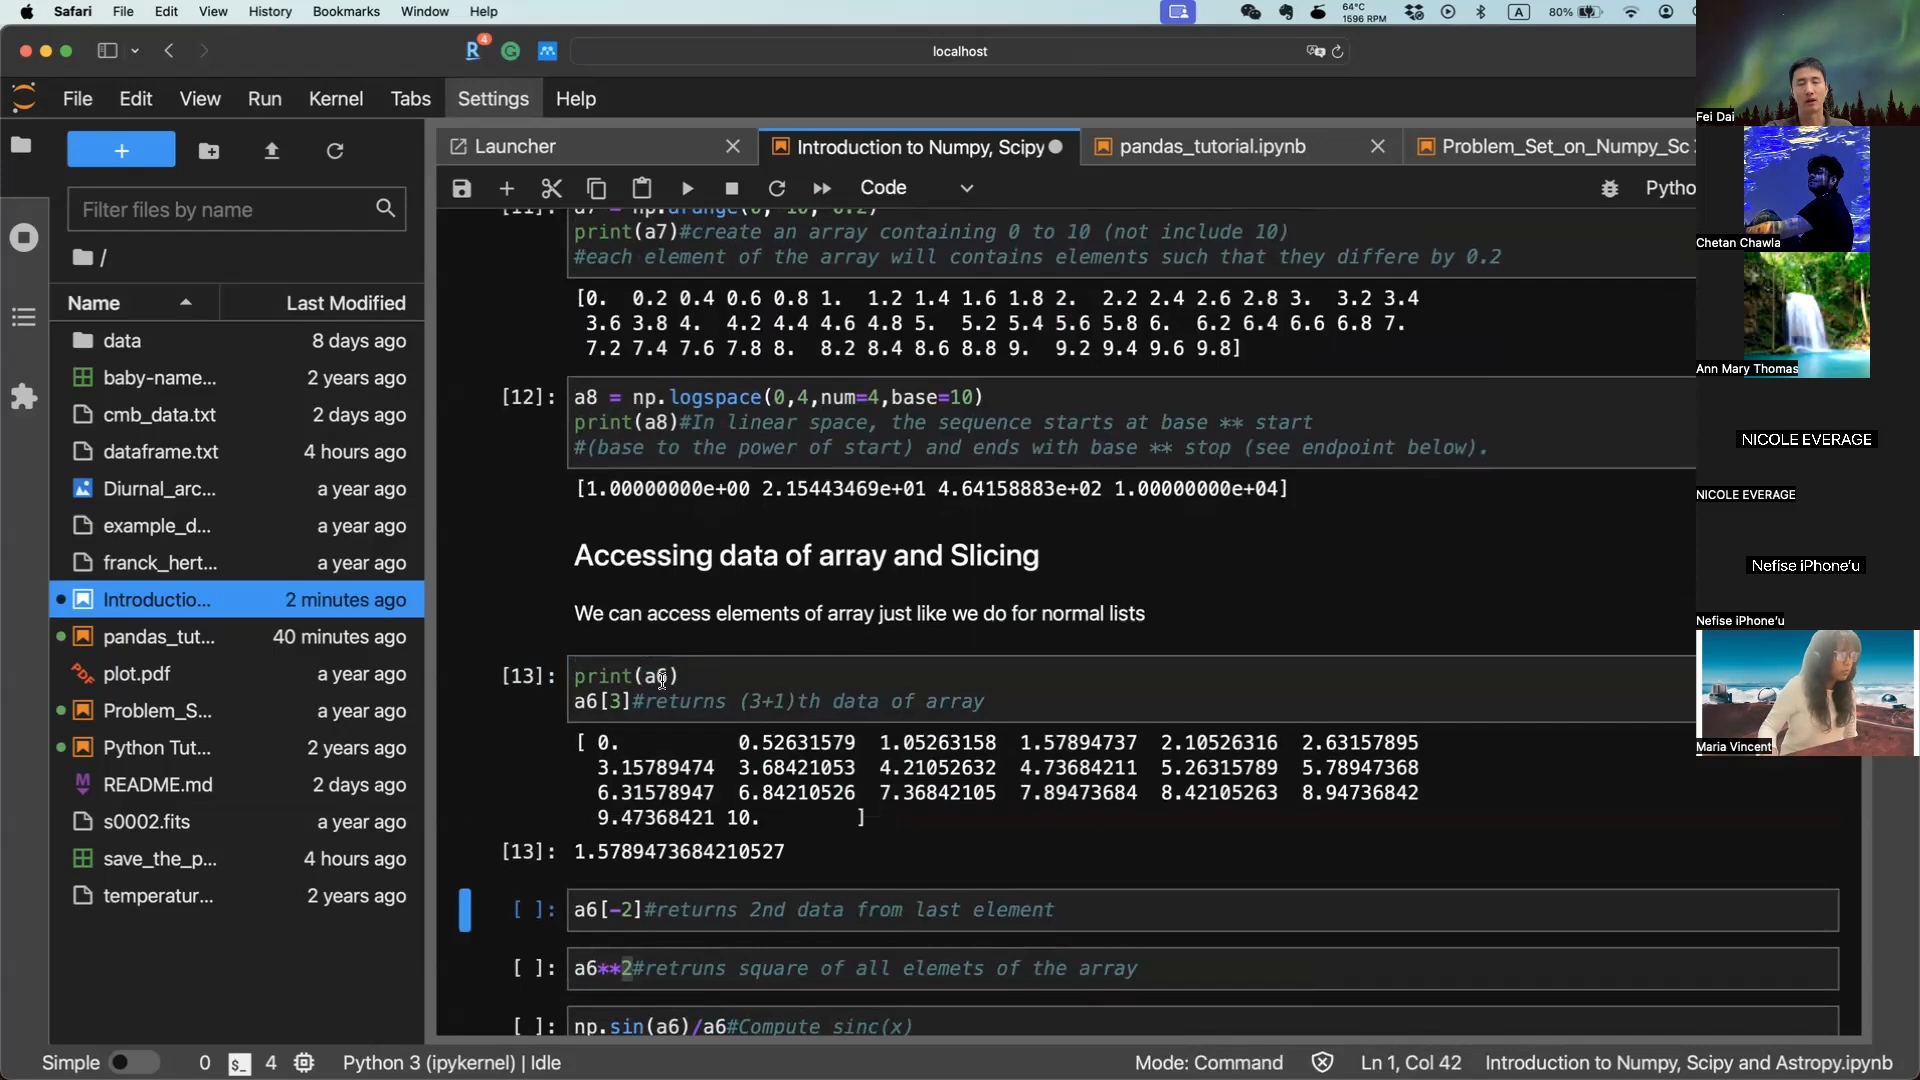 Safari File Edit View History Bookmarks Window Help
64°C
1596 RPM
A
80%
4
localhost
File Edit View Run Kernel Tabs Settings Help
Launcher
Introduction to Numpy, Scipy
pandas_tutorial.ipynb
Problem_Set_on_Numpy_Sc
Filter files by name
Code
Pytho
/
Name Last Modified
data 8 days ago
baby-name... 2 years ago
cmb_data.txt 2 days ago
dataframe.txt 4 hours ago
Diurnal_arc... a year ago
example_d... a year ago
franck_hert... a year ago
Introductio... 2 minutes ago
pandas_tut... 40 minutes ago
plot.pdf a year ago
Problem_S... a year ago
Python Tut... 2 years ago
README.md 2 days ago
s0002.fits a year ago
save_the_p... 4 hours ago
temperatur... 2 years ago
[11]: a7 = np.arange(0, 10, 0.2)
print(a7)#create an array containing 0 to 10 (not include 10)
#each element of the array will contains elements such that they differe by 0.2
[0. 0.2 0.4 0.6 0.8 1. 1.2 1.4 1.6 1.8 2. 2.2 2.4 2.6 2.8 3. 3.2 3.4
3.6 3.8 4. 4.2 4.4 4.6 4.8 5. 5.2 5.4 5.6 5.8 6. 6.2 6.4 6.6 6.8 7.
7.2 7.4 7.6 7.8 8. 8.2 8.4 8.6 8.8 9. 9.2 9.4 9.6 9.8]
[12]: a8 = np.logspace(0,4,num=4,base=10)
print(a8)#In linear space, the sequence starts at base ** start
#(base to the power of start) and ends with base ** stop (see endpoint below).
[1.00000000e+00 2.15443469e+01 4.64158883e+02 1.00000000e+04]
Accessing data of array and Slicing
We can access elements of array just like we do for normal lists
[13]: print(a6)
a6[3]#returns (3+1)th data of array
[ 0. 0.52631579 1.05263158 1.57894737 2.10526316 2.63157895
3.15789474 3.68421053 4.21052632 4.73684211 5.26315789 5.78947368
6.31578947 6.84210526 7.36842105 7.89473684 8.42105263 8.94736842
9.47368421 10. ]
[13]: 1.5789473684210527
[ ]: a6[-2]#returns 2nd data from last element
[ ]: a6**2#retruns square of all elemets of the array
[ ]: np.sin(a6)/a6#Compute sinc(x)
Simple 0 4 Python 3 (ipykernel) | Idle Mode: Command Ln 1, Col 42 Introduction to Numpy, Scipy and Astropy.ipynb
Fei Dai
Chetan Chawla
Ann Mary Thomas
NICOLE EVERAGE
NICOLE EVERAGE
Nefise iPhone'u
Nefise iPhone'u
Maria Vincent